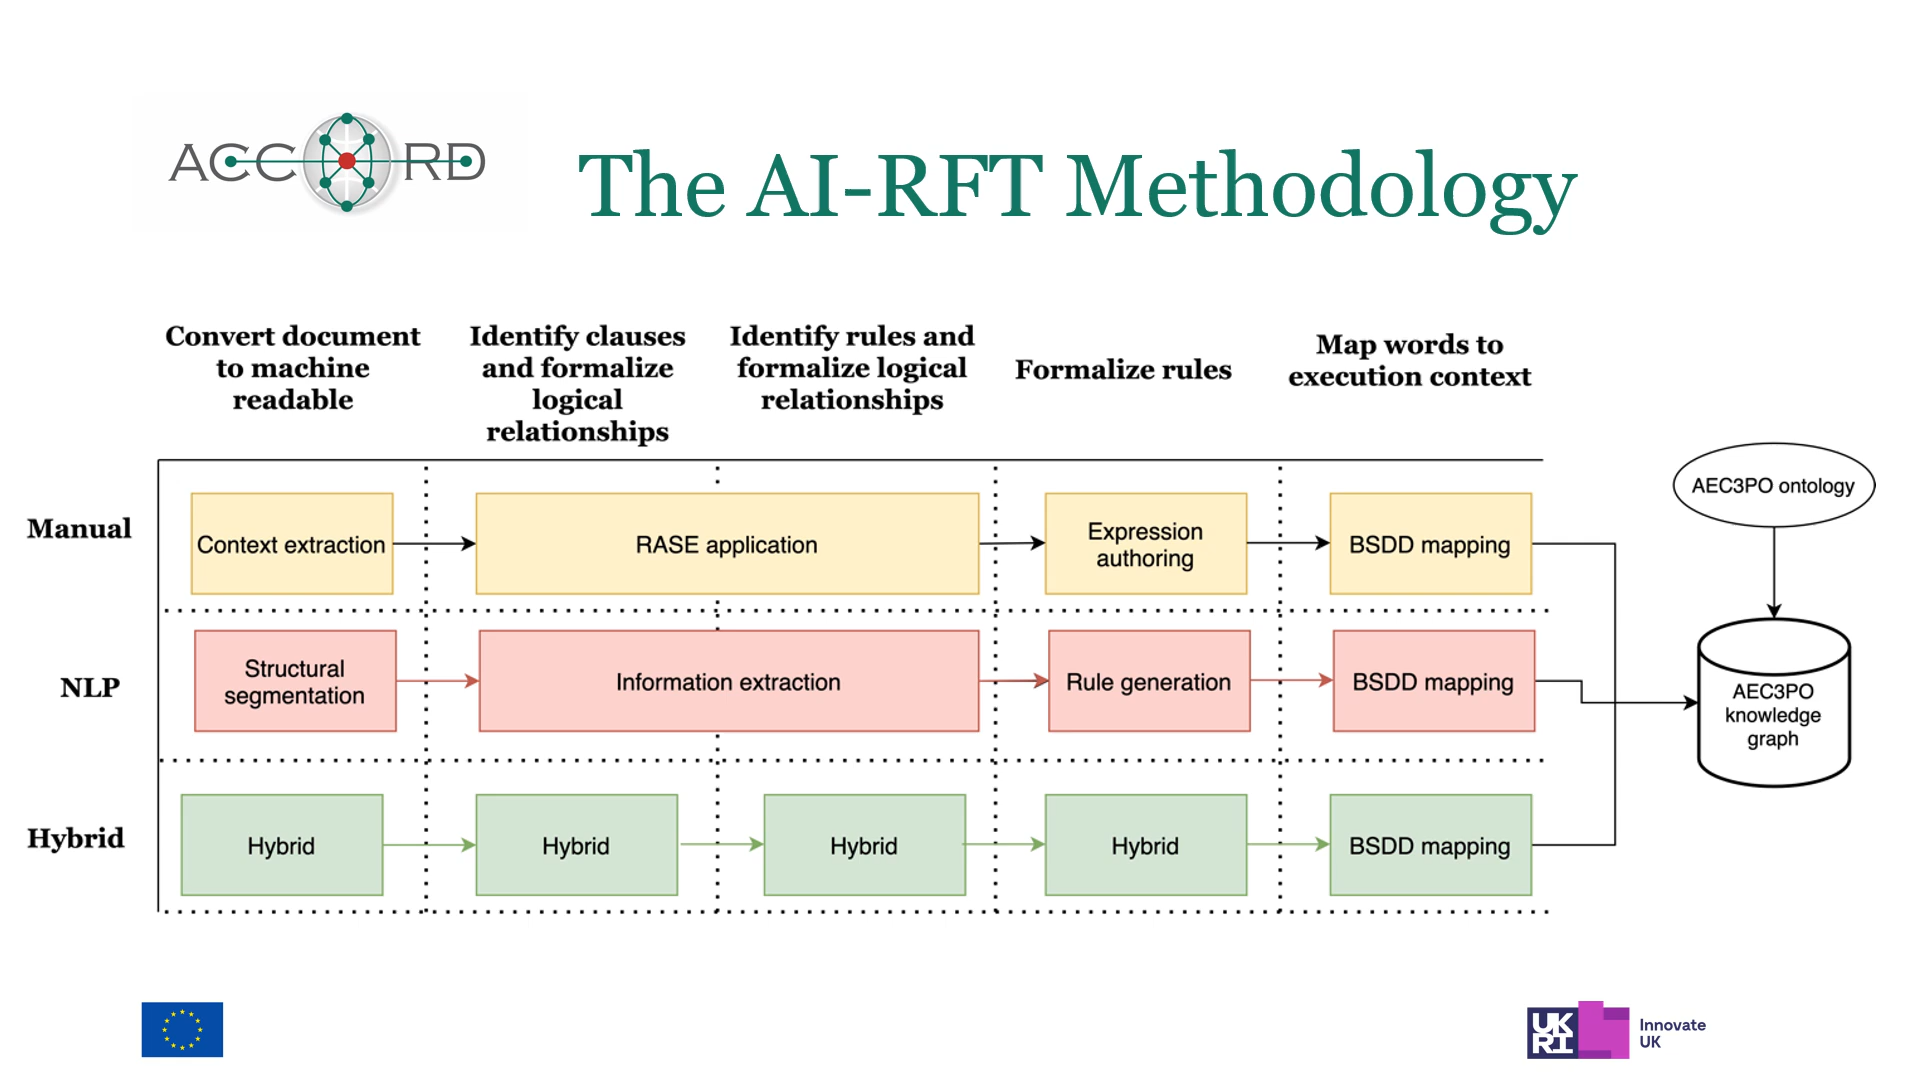 ACCORD
The AI-RFT Methodology
Convert document
to machine
readable
Identify clauses
and formalize
logical
relationships
Identify rules and
formalize logical
relationships
Formalize rules
Map words to
execution context
Manual
Context extraction
RASE application
Expression
authoring
BSDD mapping
AEC3PO ontology
NLP
Structural
segmentation
Information extraction
Rule generation
BSDD mapping
AEC3PO
knowledge
graph
Hybrid
Hybrid
Hybrid
Hybrid
Hybrid
BSDD mapping
UK
RI
Innovate
UK